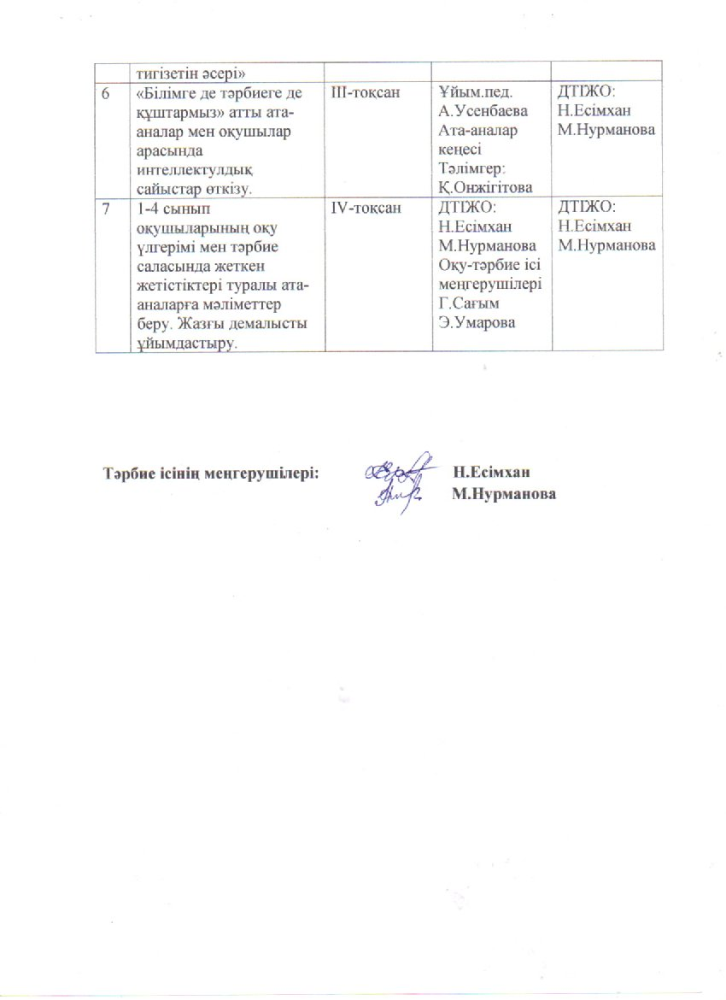 тигізетін әсері»
6
«Білімге де тәрбиеге де
құштармыз» атты ата-
аналар мен оқушылар
арасында
интеллектулдық
сайыстар өткізу.
III-тоқсан
Ұйым.пед.
А.Усенбаева
Ата-аналар
кеңесі
Тәлімгер:
Қ.Онжігітова
ДТІЖО:
Н.Есімхан
М.Нурманова
7
1-4 сынып
оқушыларының оқу
үлгерімі мен тәрбие
саласында жеткен
жетістіктері туралы ата-
аналарға мәліметтер
беру. Жазғы демалысты
ұйымдастыру.
IV-тоқсан
ДТІЖО:
Н.Есімхан
М.Нурманова
Оқу-тәрбие ісі
меңгерушілері
Г.Сағым
Э.Умарова
ДТІЖО:
Н.Есімхан
М.Нурманова
Тәрбие ісінің меңгерушілері:
Н.Есімхан
М.Нурманова